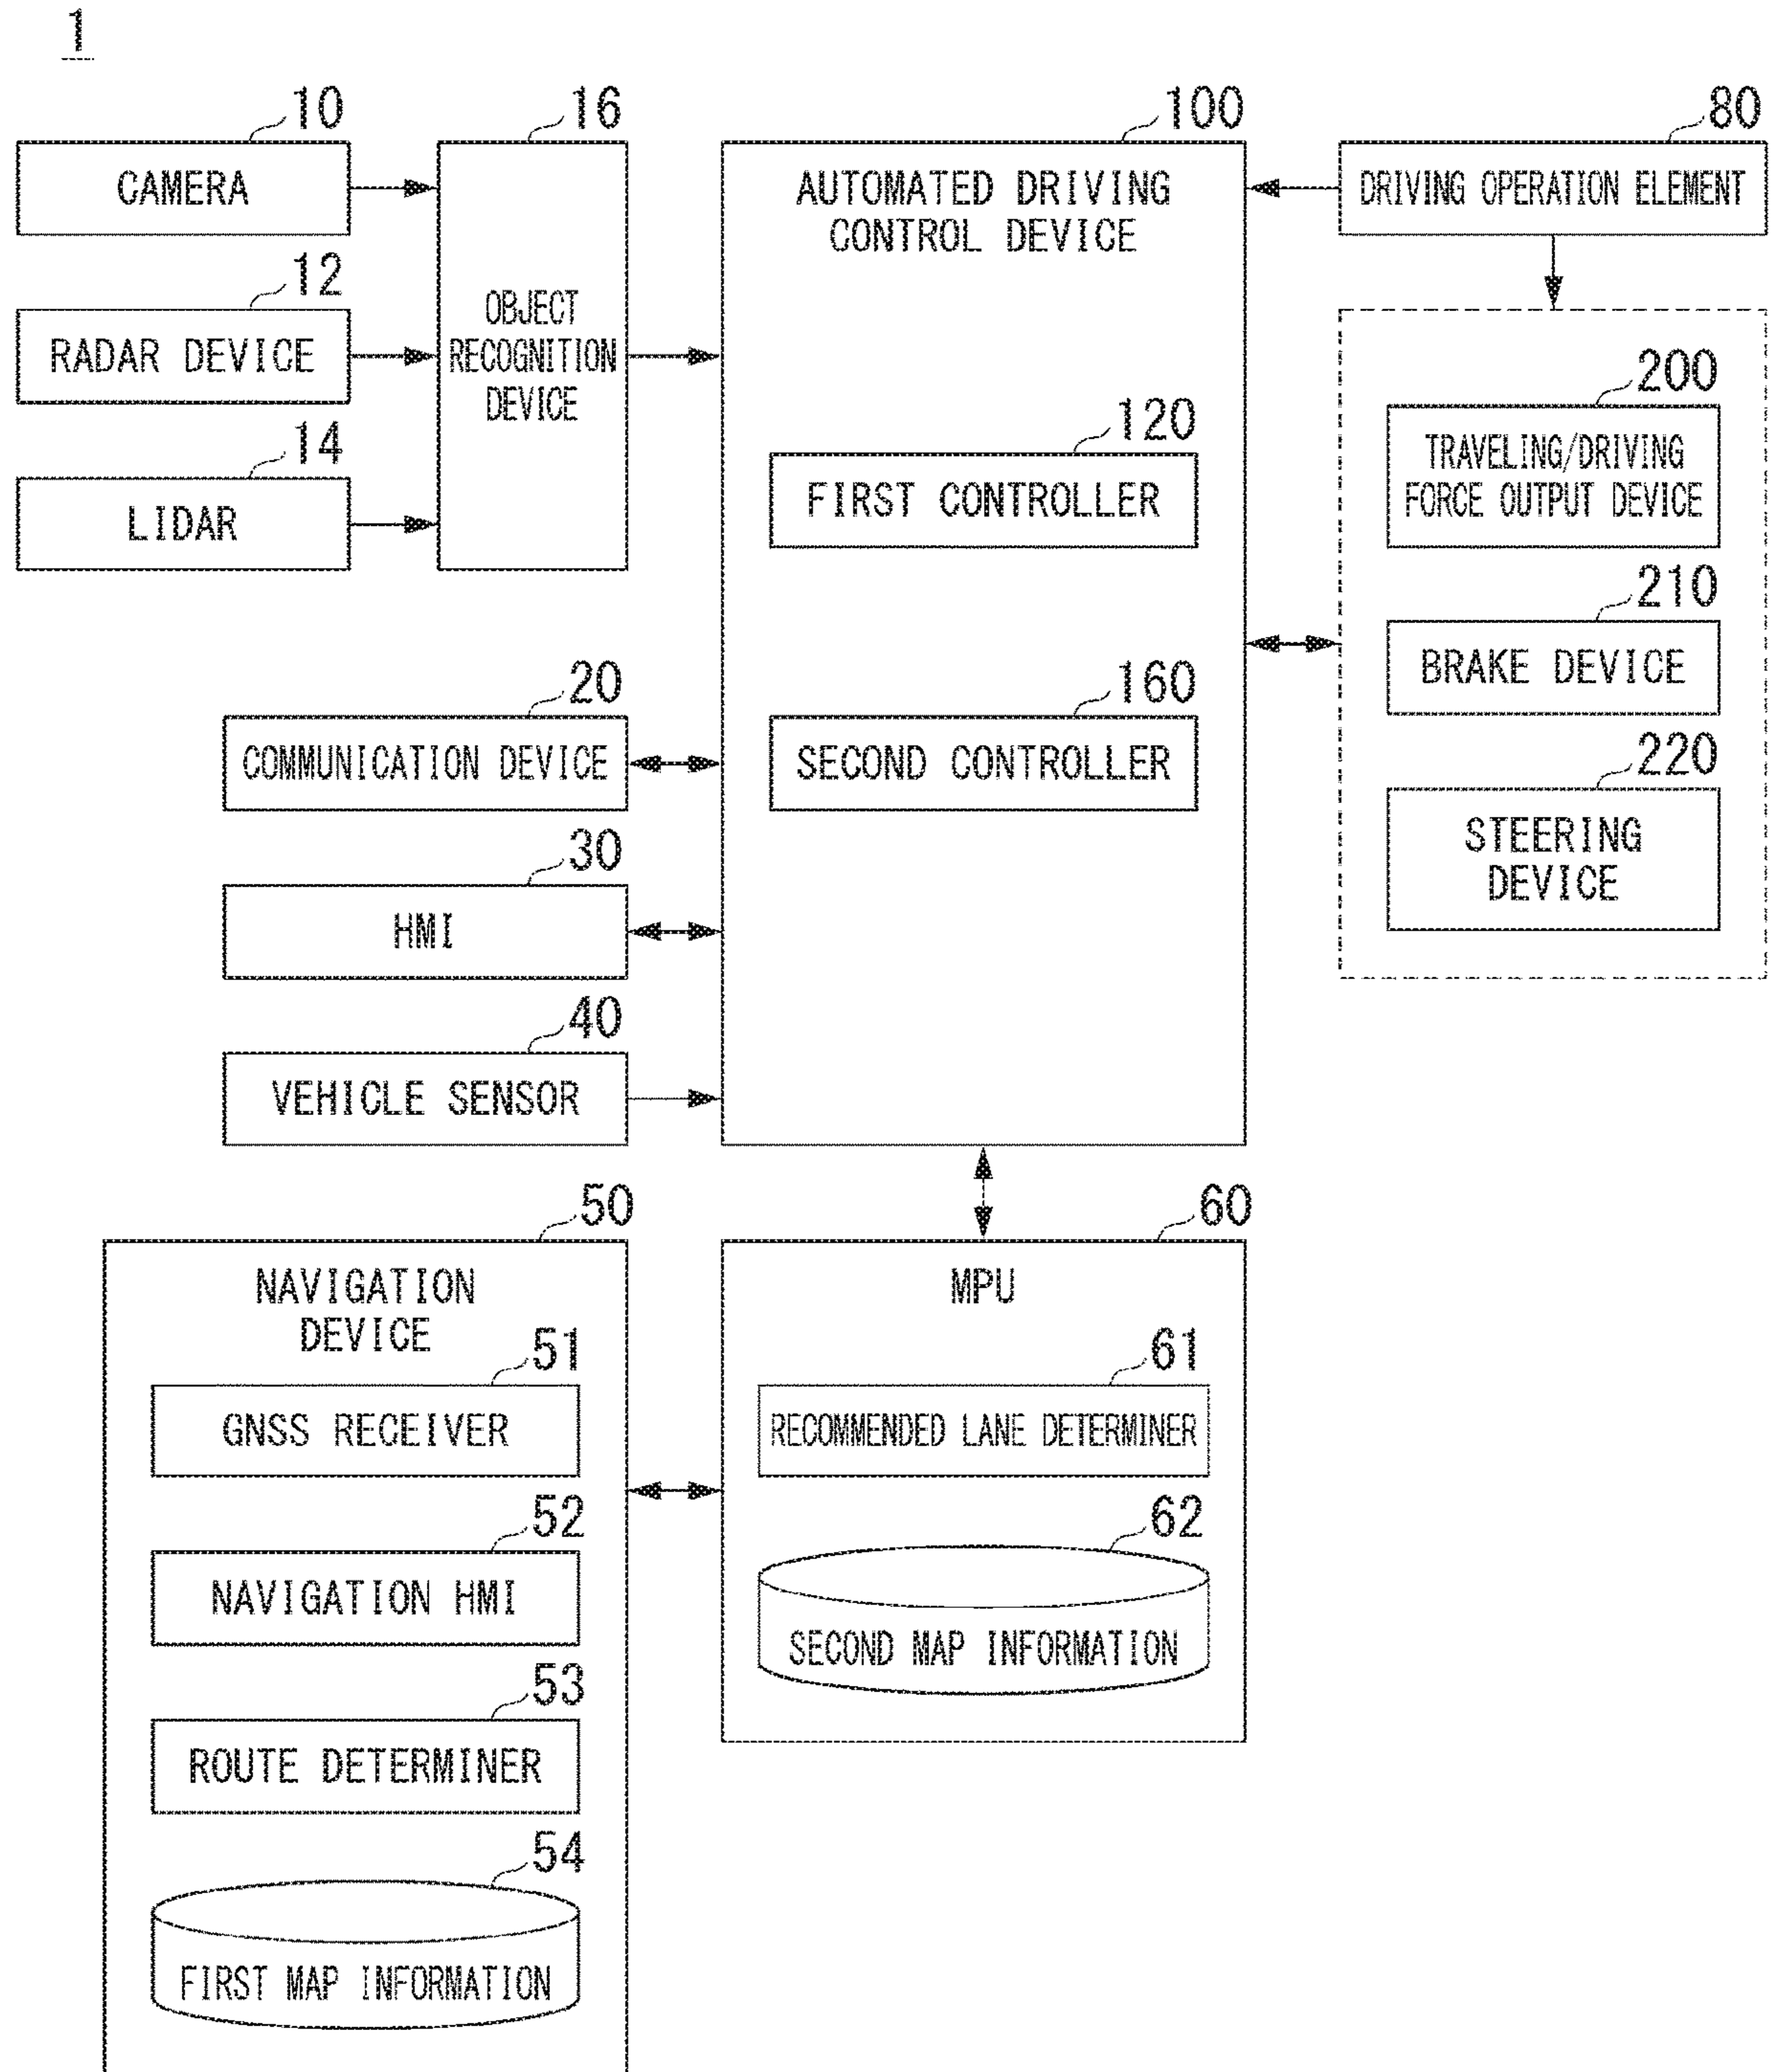 1
10
CAMERA
12
RADAR DEVICE
14
LIDAR
16
OBJECT
RECOGNITION
DEVICE
100
AUTOMATED DRIVING
CONTROL DEVICE
120
FIRST CONTROLLER
160
SECOND CONTROLLER
80
DRIVING OPERATION ELEMENT
200
TRAVELING/DRIVING
FORCE OUTPUT DEVICE
210
BRAKE DEVICE
220
STEERING
DEVICE
20
COMMUNICATION DEVICE
30
HMI
40
VEHICLE SENSOR
50
NAVIGATION
DEVICE
51
GNSS RECEIVER
52
NAVIGATION HMI
53
ROUTE DETERMINER
54
FIRST MAP INFORMATION
60
MPU
61
RECOMMENDED LANE DETERMINER
62
SECOND MAP INFORMATION